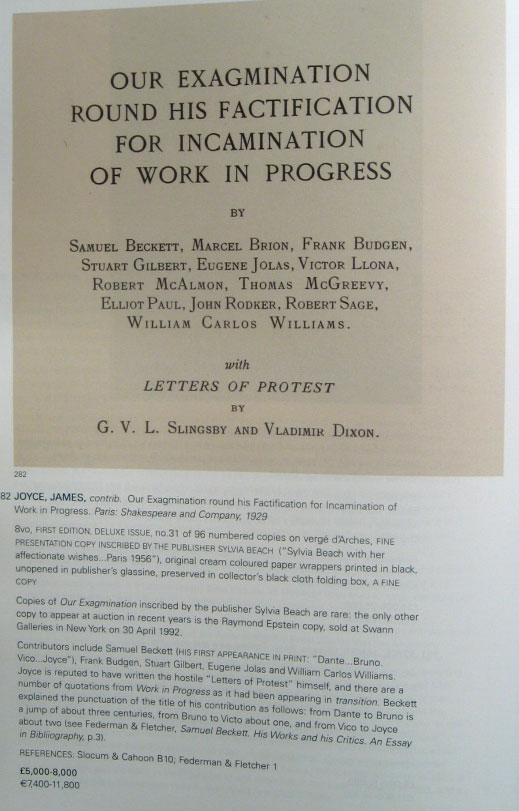 OUR EXAGMINATION
ROUND HIS FACTIFICATION
FOR INCAMINATION
OF WORK IN PROGRESS
BY
SAMUEL BECKETT, MARCEL BRION, FRANK BUDGEN,
STUART GILBERT, EUGENE JOLAS, VICTOR LLONA,
ROBERT MCALMON, THOMAS MCGREEVY,
ELLIOT PAUL, JOHN RODKER, ROBERT SAGE,
WILLIAM CARLOS WILLIAMS.
with
LETTERS OF PROTEST
BY
G. V. L. SLINGSBY AND VLADIMIR DIXON.
282
82 JOYCE, JAMES, contrib. Our Exagmination round his Factification for Incamination of
Work in Progress. Paris: Shakespeare and Company, 1929
8vo, FIRST EDITION, DELUXE ISSUE, no.31 of 96 numbered copies on vergé d'Arches, FINE
PRESENTATION COPY INSCRIBED BY THE PUBLISHER SYLVIA BEACH ("Sylvia Beach with her
affectionate wishes...Paris 1956"), original cream coloured paper wrappers printed in black,
unopened in publisher's glassine, preserved in collector's black cloth folding box, A FINE
COPY
Copies of Our Exagmination inscribed by the publisher Sylvia Beach are rare: the only other
copy to appear at auction in recent years is the Raymond Epstein copy, sold at Swann
Galleries in New York on 30 April 1992.
Contributors include Samuel Beckett (HIS FIRST APPEARANCE IN PRINT: "Dante...Bruno.
Vico...Joyce"), Frank Budgen, Stuart Gilbert, Eugene Jolas and William Carlos Williams.
Joyce is reputed to have written the hostile "Letters of Protest" himself, and there are a
number of quotations from Work in Progress as it had been appearing in transition. Beckett
explained the punctuation of the title of his contribution as follows: from Dante to Bruno is
a jump of about three centuries, from Bruno to Victo about one, and from Vico to Joyce
about two (see Federman & Fletcher, Samuel Beckett. His Works and his Critics. An Essay
in Bibliiography, p.3).
REFERENCES: Slocum & Cahoon B10; Federman & Fletcher 1
£5,000-8,000
€7,400-11,800